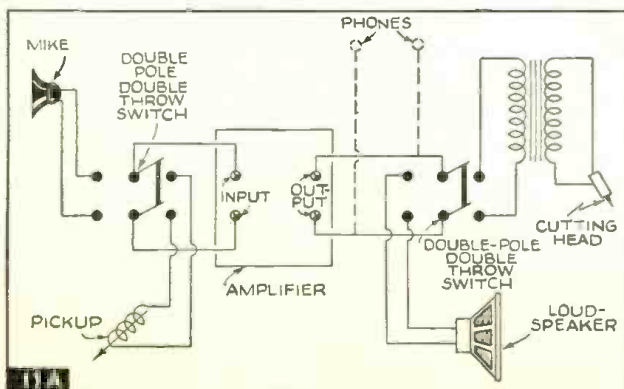 PHONES
MIKE
DOUBLE
POLE
DOUBLE
THROW
SWITCH
INPUT
OUT-
PUT
CUTTING
HEAD
DOUBLE-POLE
DOUBLE
THROW
SWITCH
AMPLIFIER
PICKUP
LOUD-
SPEAKER